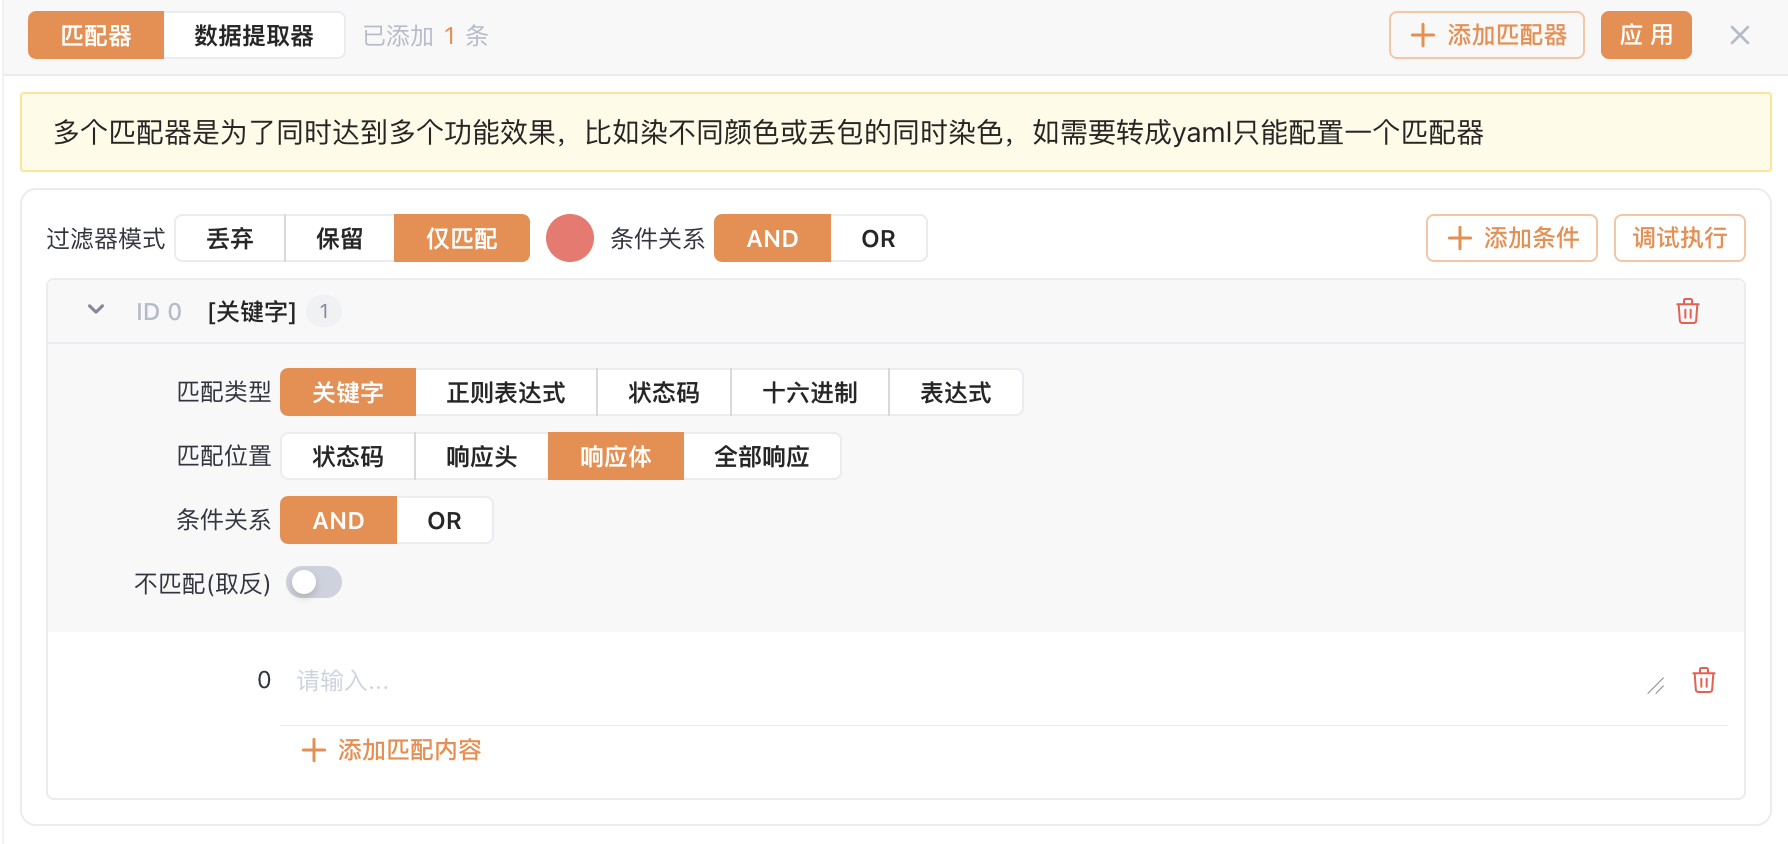 匹配器 数据提取器 已添加 1 条 添加匹配器 应 用
多个匹配器是为了同时达到多个功能效果，比如染不同颜色或丢包的同时染色，如需要转成yaml只能配置一个匹配器
过滤器模式 丢弃 保留 仅匹配 条件关系 AND OR 添加条件 调试执行
ID 0 [关键字] 1
匹配类型 关键字 正则表达式 状态码 十六进制 表达式
匹配位置 状态码 响应头 响应体 全部响应
条件关系 AND OR
不匹配(取反)
0 请输入...
添加匹配内容